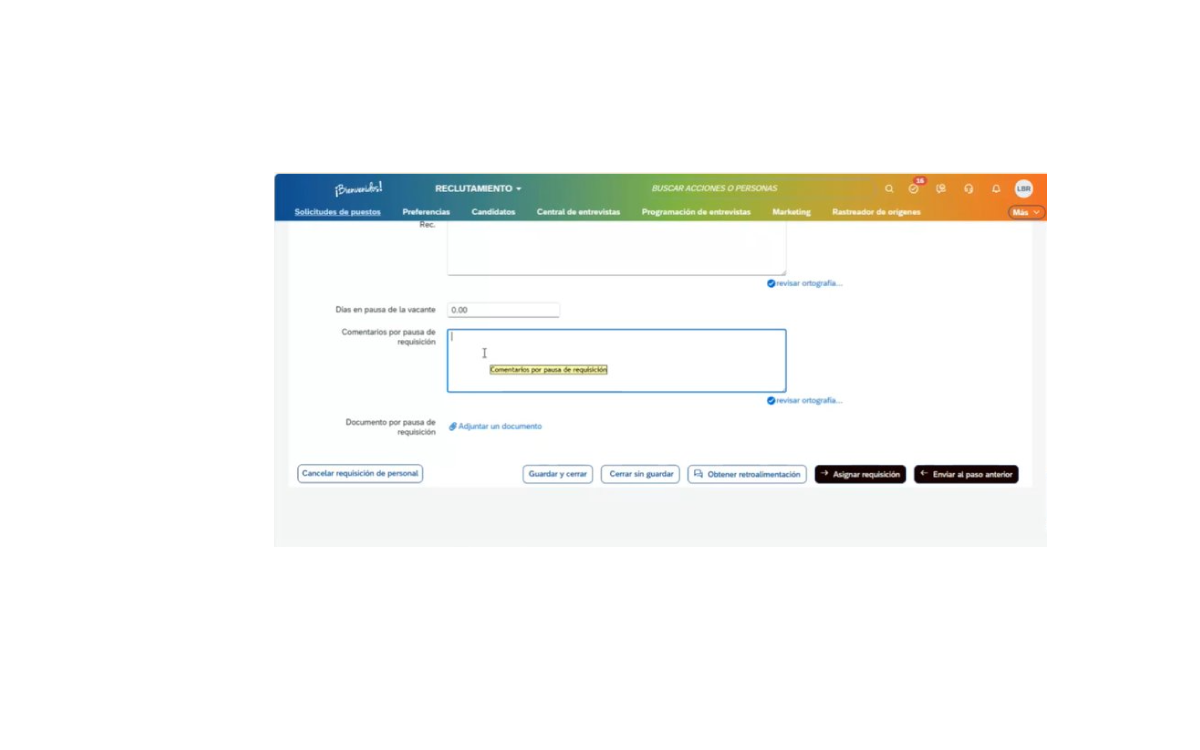 ¡Bienvenidos!
RECLUTAMIENTO
BUSCAR ACCIONES O PERSONAS
16
LBR
Solicitudes de puestos
Preferencias
Candidatos
Central de entrevistas
Programación de entrevistas
Marketing
Rastreador de orígenes
Más
Rec.
revisar ortografía...
Días en pausa de la vacante
0.00
Comentarios por pausa de
requisición
Comentarios por pausa de requisición
revisar ortografía...
Documento por pausa de
requisición
Adjuntar un documento
Cancelar requisición de personal
Guardar y cerrar
Cerrar sin guardar
Obtener retroalimentación
Asignar requisición
Enviar al paso anterior